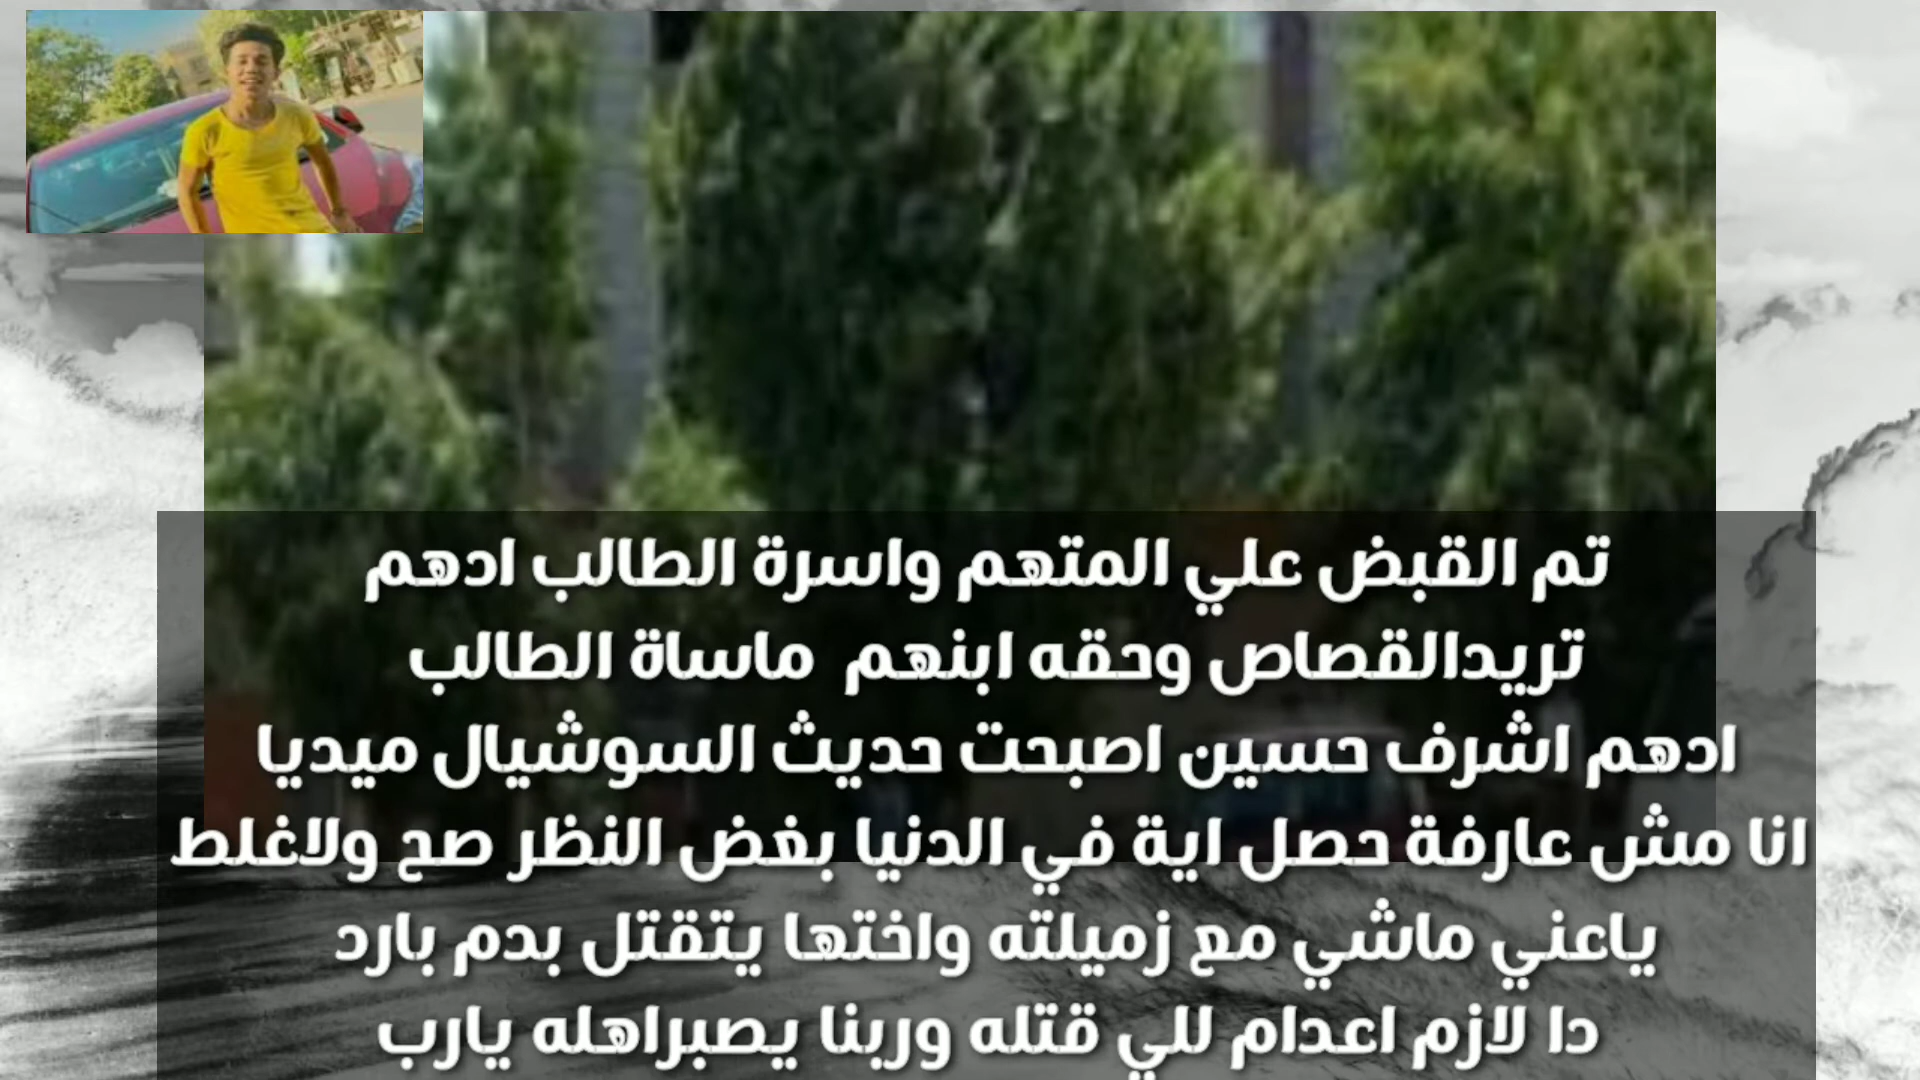 تم القبض علي المتهم واسرة الطالب ادهم
تريدالقصاص وحقه ابنهم ماساة الطالب
ادهم اشرف حسين اصبحت حديث السوشيال ميديا
انا مش عارفة حصل اية في الدنيا بغض النظر صح ولاغلط
ياعني ماشي مع زميلته واختها يتقتل بدم بارد
دا لازم اعدام للي قتله وربنا يصبراهله يارب